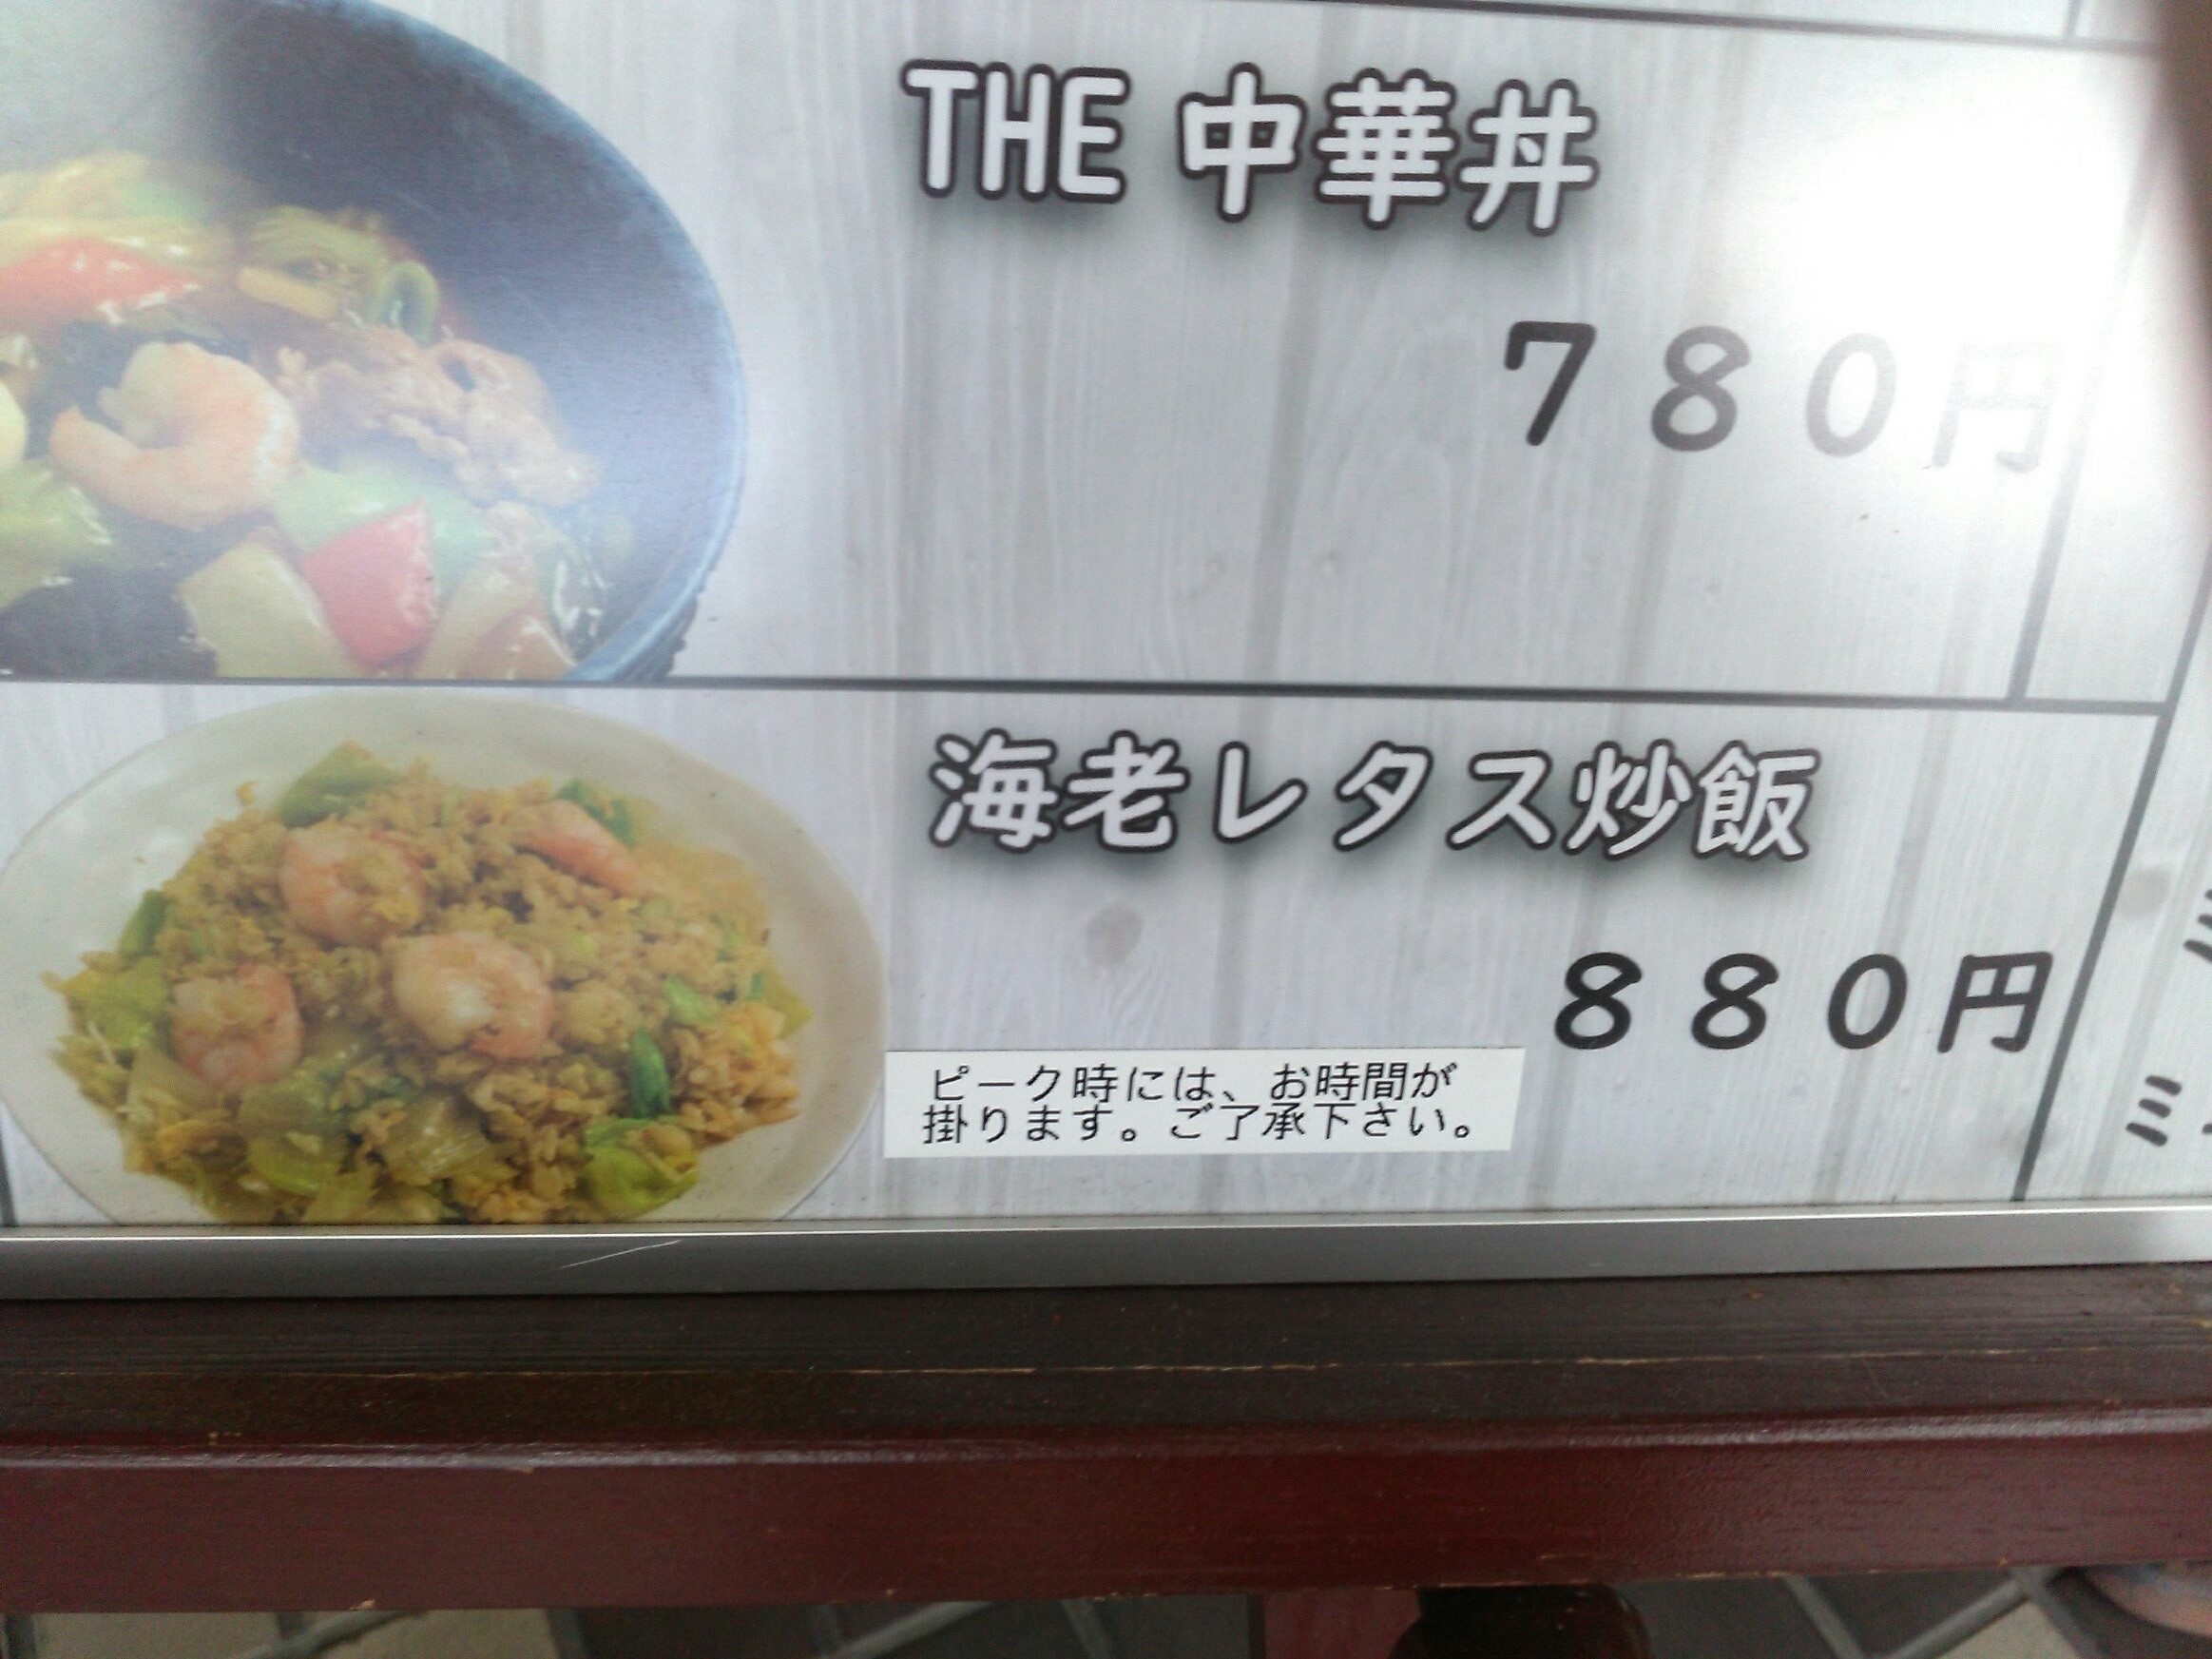 THE 中華丼
７８０円
海老レタス炒飯
８８０円
ピーク時には、お時間が
掛ります。ご了承下さい。